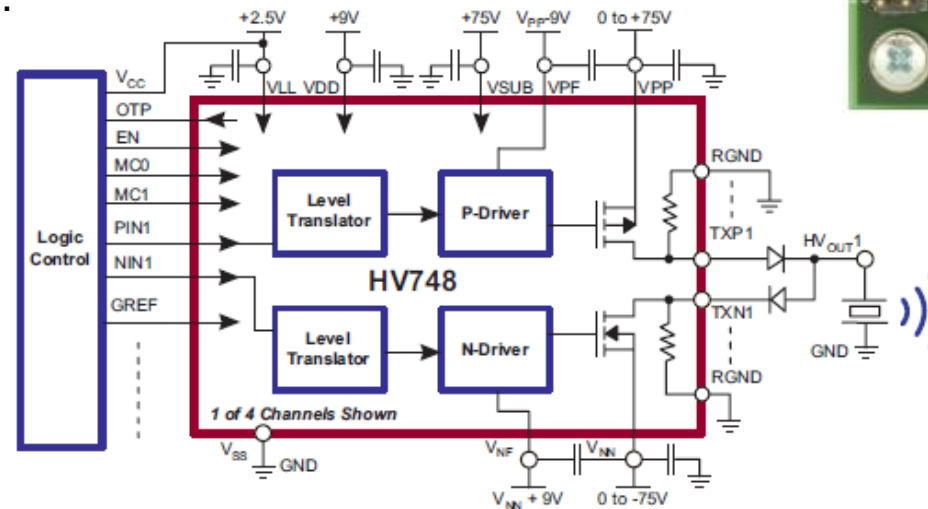 +2.5V
+9V
+75V
VPP-9V
0 to +75V
VCC
VLL
VDD
VSUB
VPF
VPP
OTP
EN
MC0
MC1
PIN1
NIN1
GREF
Logic
Control
Level
Translator
P-Driver
HV748
Level
Translator
N-Driver
RGND
TXP1
HVOUT1
TXN1
GND
RGND
1 of 4 Channels Shown
VSS
GND
VNF
VNN
VNN + 9V
0 to -75V